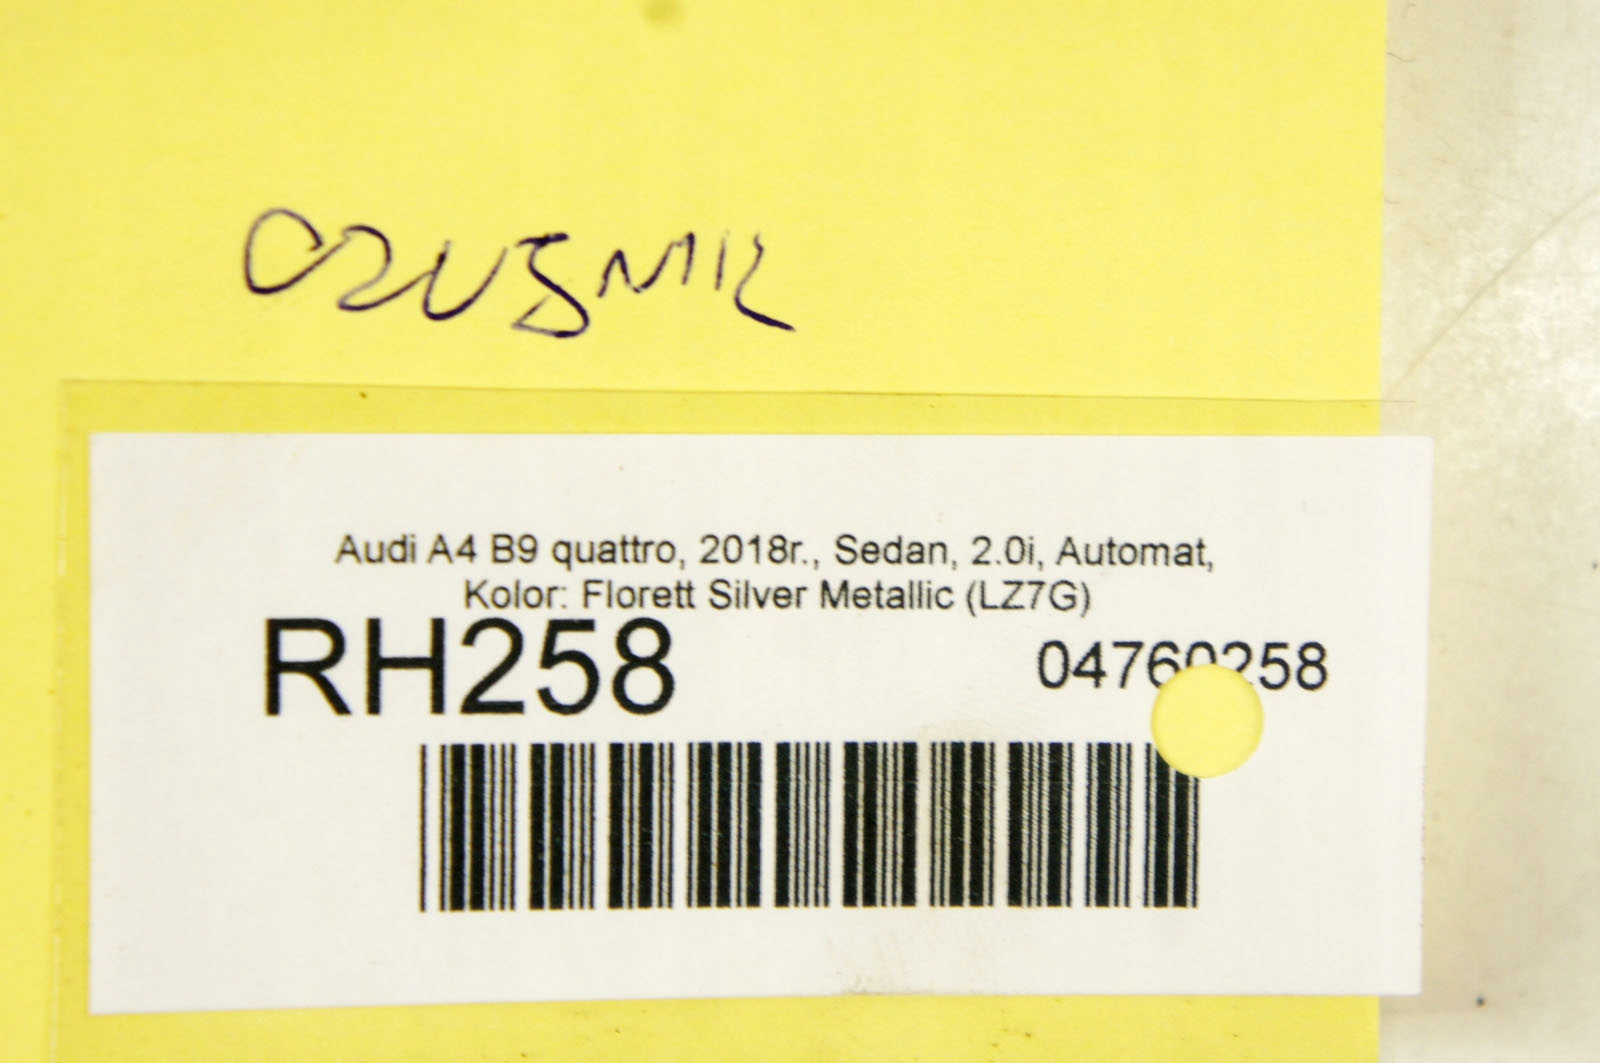 Audi A4 B9 quattro, 2018r., Sedan, 2.0i, Automat,
Kolor: Florett Silver Metallic (LZ7G)
RH258
04760258